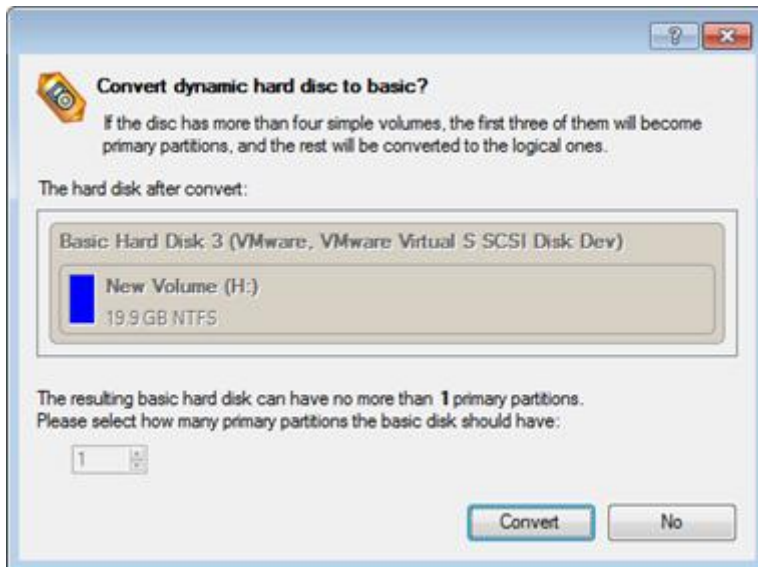 Convert dynamic hard disc to basic?
If the disc has more than four simple volumes, the first three of them will become
primary partitions, and the rest will be converted to the logical ones.
The hard disk after convert:
Basic Hard Disk 3 (VMware, VMware Virtual S SCSI Disk Dev)
New Volume (H:)
19.9 GB NTFS
The resulting basic hard disk can have no more than 1 primary partitions.
Please select how many primary partitions the basic disk should have:
1
Convert No